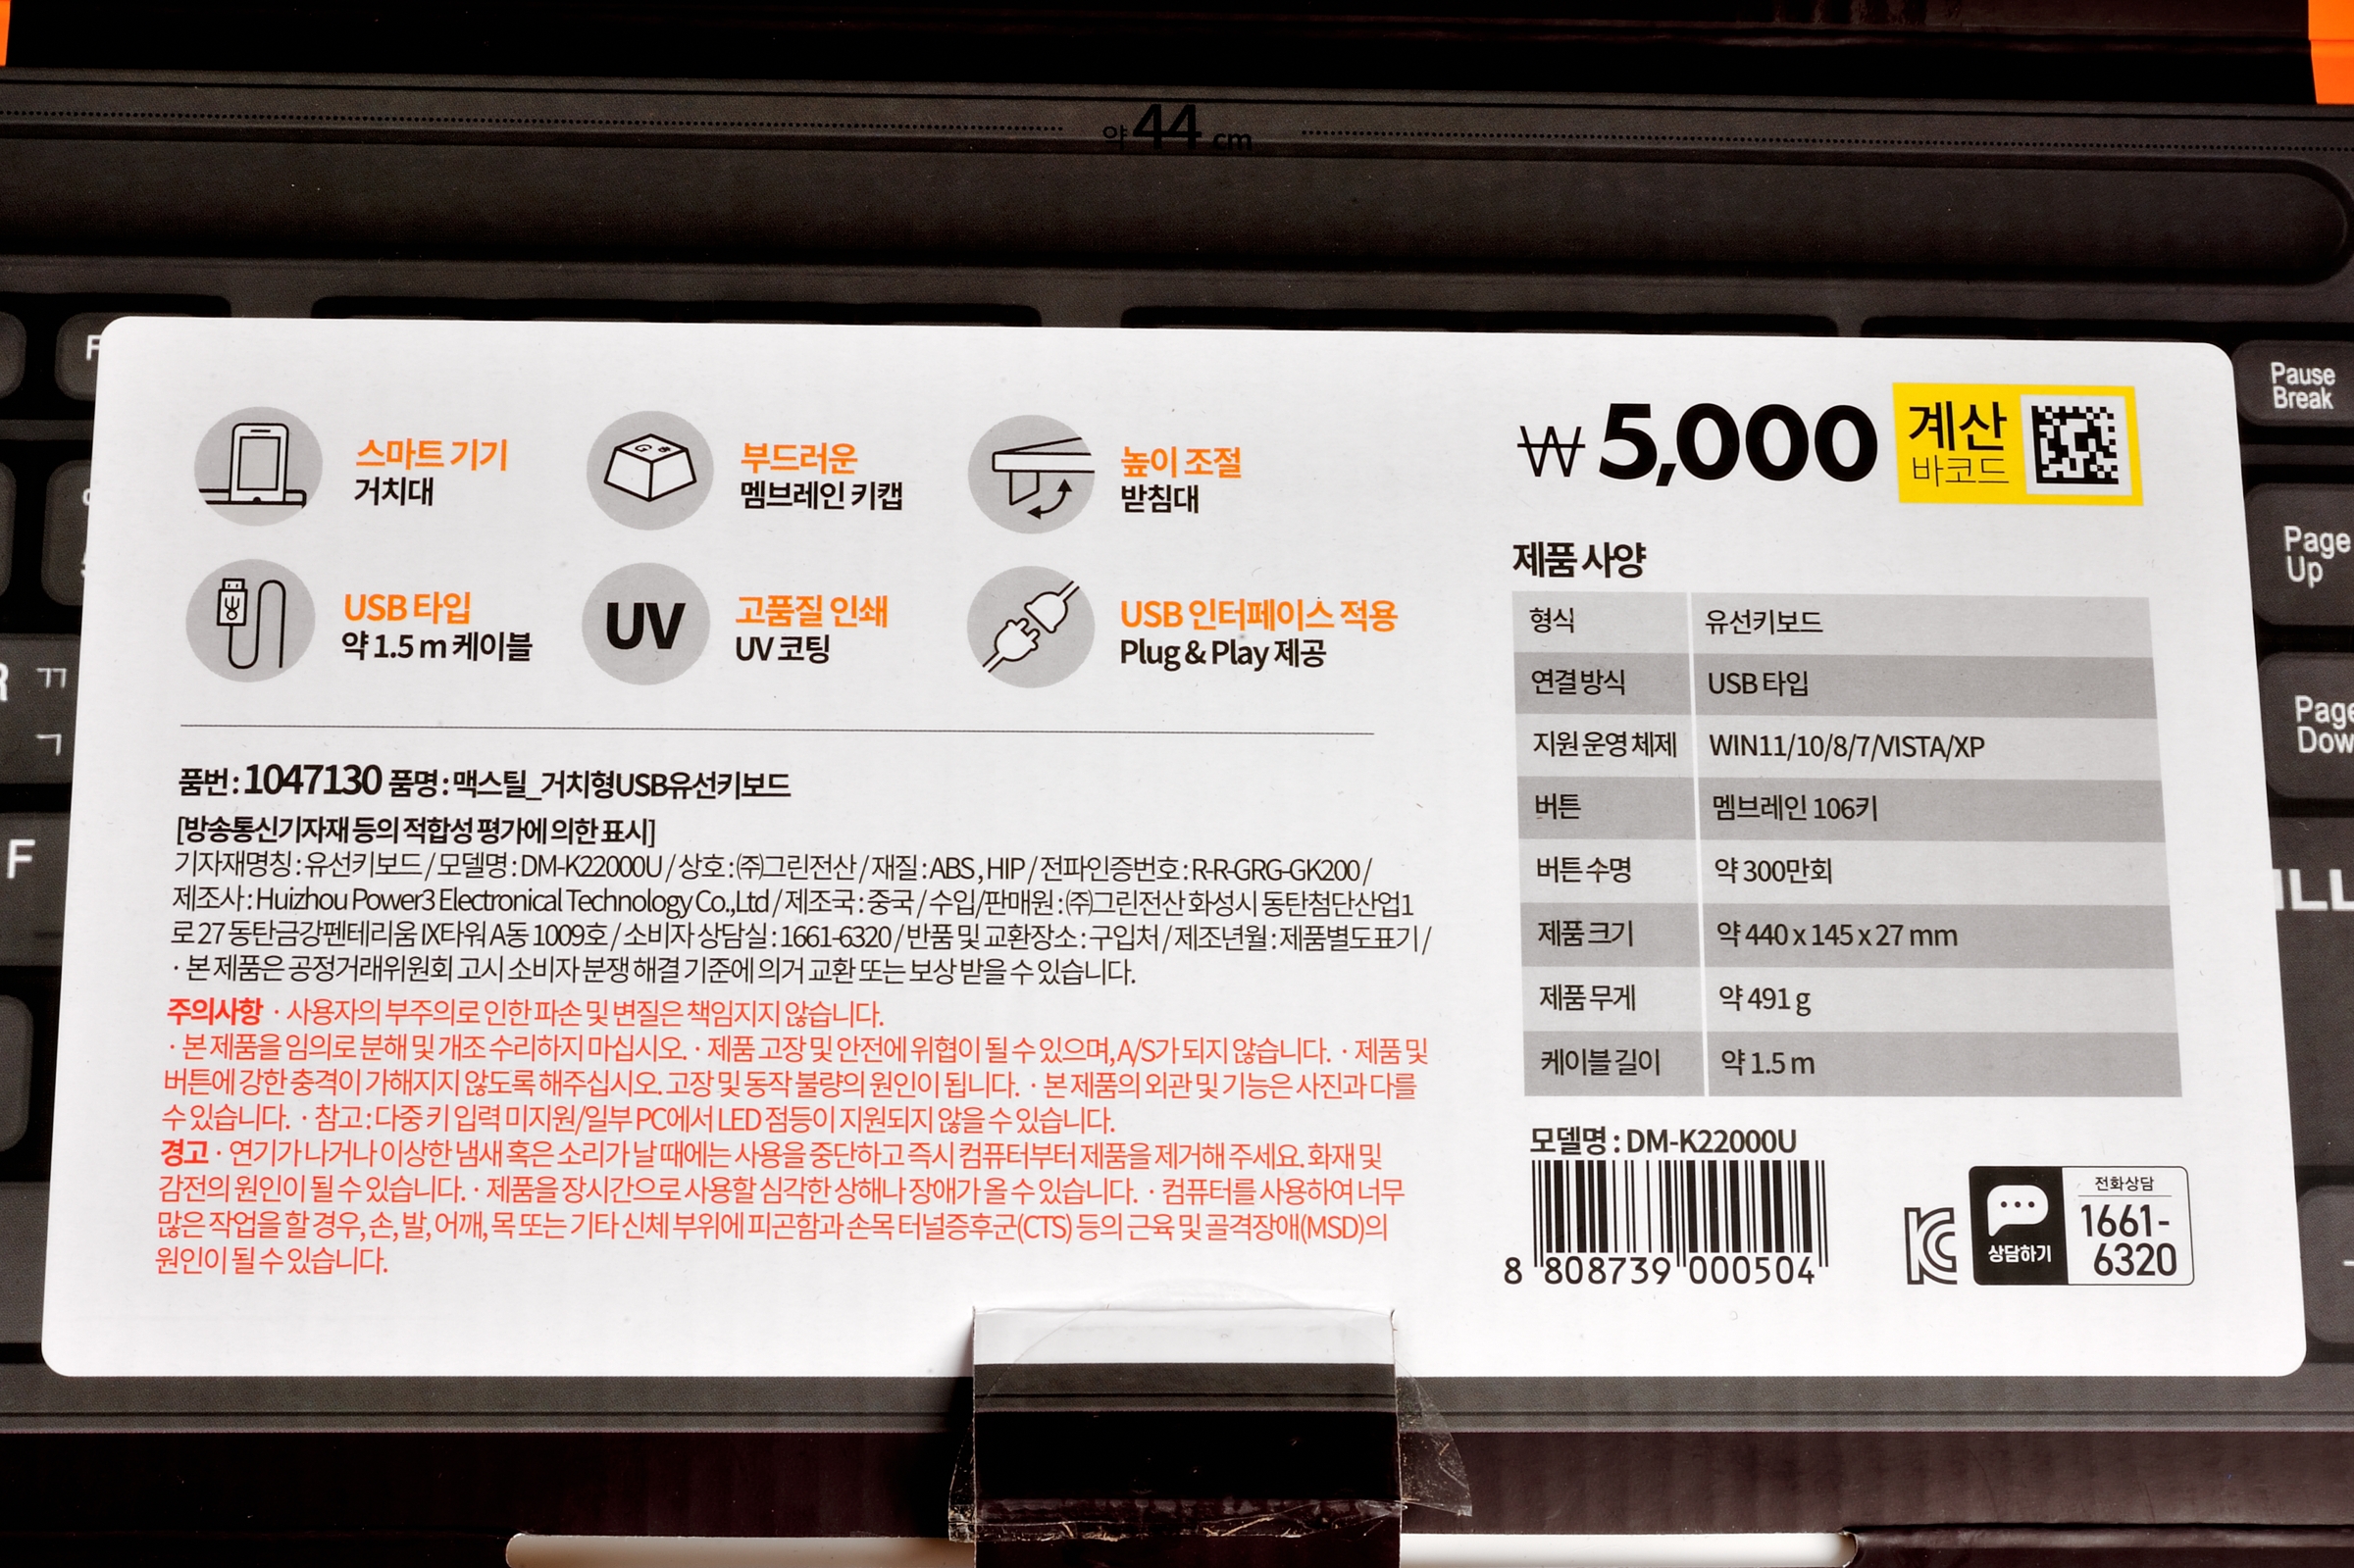 약 44 cm
Pause
Break
Page
Up
Page
F
스마트 기기
거치대
부드러운
멤브레인 키캡
높이 조절
받침대
USB 타입
약 1.5 m 케이블
UV
고품질 인쇄
UV 코팅
USB 인터페이스 적용
Plug & Play 제공
품번 : 1047130 품명 : 맥스틸_거치형USB유선키보드
[방송통신기자재 등의 적합성 평가에 의한 표시]
기자재명칭 : 유선키보드 / 모델명 : DM-K22000U / 상호 : ㈜그린전산 / 재질 : ABS, HIP / 전파인증번호 : R-R-GRG-GK200 /
제조사 : Huizhou Power3 Electronical Technology Co.,Ltd / 제조국 : 중국 / 수입/판매원 : ㈜그린전산 화성시 동탄첨단산업1
로 27 동탄금강펜테리움 IX타워 A동 1009호 / 소비자 상담실 : 1661-6320 / 반품 및 교환장소 : 구입처 / 제조년월 : 제품별도표기 /
· 본 제품은 공정거래위원회 고시 소비자 분쟁 해결 기준에 의거 교환 또는 보상 받을 수 있습니다.
주의사항 · 사용자의 부주의로 인한 파손 및 변질은 책임지지 않습니다.
· 본 제품을 임의로 분해 및 개조 수리하지 마십시오. · 제품 고장 및 안전에 위협이 될 수 있으며, A/S가 되지 않습니다. · 제품 및
버튼에 강한 충격이 가해지지 않도록 해주십시오. 고장 및 동작 불량의 원인이 됩니다. · 본 제품의 외관 및 기능은 사진과 다를
수 있습니다. · 참고 : 다중 키 입력 미지원/일부 PC에서 LED 점등이 지원되지 않을 수 있습니다.
경고 · 연기가 나거나 이상한 냄새 혹은 소리가 날 때에는 사용을 중단하고 즉시 컴퓨터부터 제품을 제거해 주세요. 화재 및
감전의 원인이 될 수 있습니다. · 제품을 장시간으로 사용할 심각한 상해나 장애가 올 수 있습니다. · 컴퓨터를 사용하여 너무
많은 작업을 할 경우, 손, 발, 어깨, 목 또는 기타 신체 부위에 피곤함과 손목 터널증후군(CTS) 등의 근육 및 골격장애(MSD)의
원인이 될 수 있습니다.
₩ 5,000
계산
바코드
제품 사양
형식 유선키보드
연결 방식 USB 타입
지원 운영 체제 WIN11/10/8/7/VISTA/XP
버튼 멤브레인 106키
버튼 수명 약 300만회
제품 크기 약 440 x 145 x 27 mm
제품 무게 약 491 g
케이블 길이 약 1.5 m
모델명 : DM-K22000U
8 808739 000504
상담하기
전화상담
1661-
6320